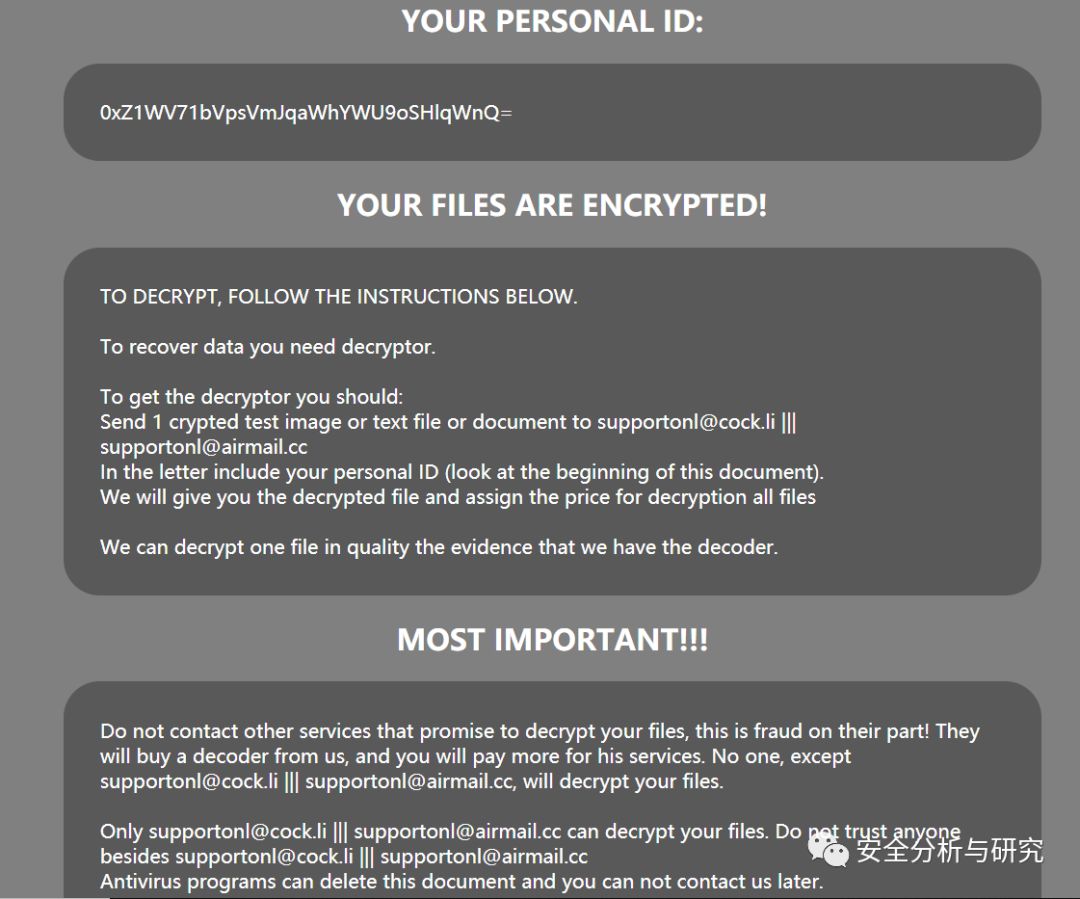 YOUR PERSONAL ID:
0xZ1WV71bVpsVmJqaWhYWU9oSHlqWnQ=
YOUR FILES ARE ENCRYPTED!
TO DECRYPT, FOLLOW THE INSTRUCTIONS BELOW.
To recover data you need decryptor.
To get the decryptor you should:
Send 1 crypted test image or text file or document to supportonl@cock.li |||
supportonl@airmail.cc
In the letter include your personal ID (look at the beginning of this document).
We will give you the decrypted file and assign the price for decryption all files
We can decrypt one file in quality the evidence that we have the decoder.
MOST IMPORTANT!!!
Do not contact other services that promise to decrypt your files, this is fraud on their part! They
will buy a decoder from us, and you will pay more for his services. No one, except
supportonl@cock.li ||| supportonl@airmail.cc, will decrypt your files.
Only supportonl@cock.li ||| supportonl@airmail.cc can decrypt your files. Do not trust anyone
besides supportonl@cock.li ||| supportonl@airmail.cc
安全分析与研究
Antivirus programs can delete this document and you can not contact us later.